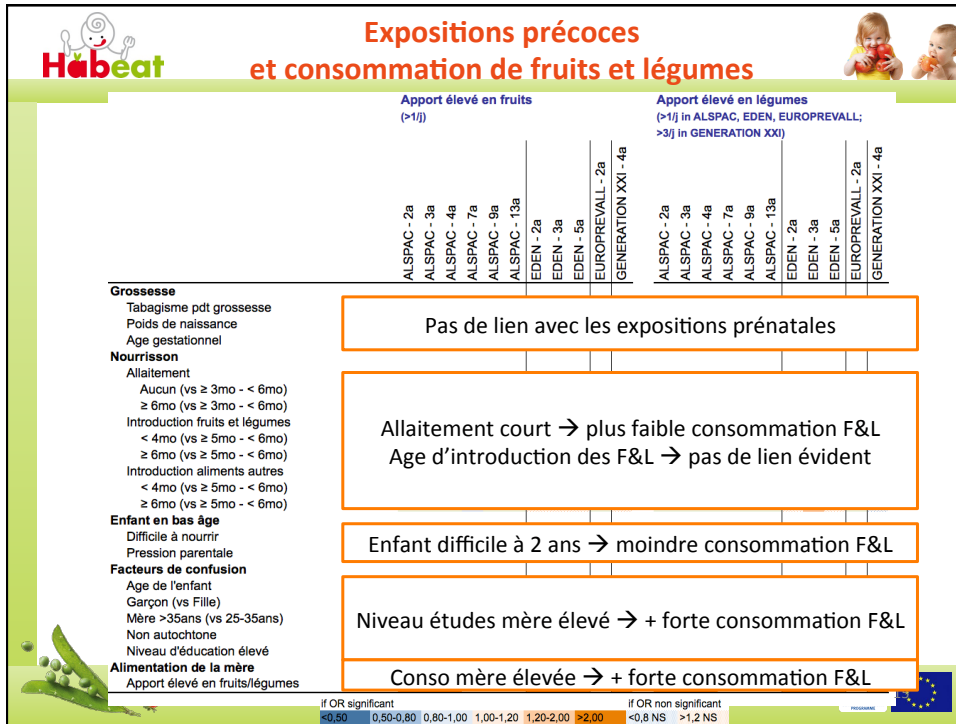 Expositions précoces
et consommation de fruits et légumes
Habeat
Apport élevé en fruits
(>1/j)
Apport élevé en légumes
(>1/j in ALSPAC, EDEN, EUROPREVALL;
>3/j in GENERATION XXI)
ALSPAC - 2a
ALSPAC - 3a
ALSPAC - 4a
ALSPAC - 7a
ALSPAC - 9a
ALSPAC - 13a
EDEN - 2a
EDEN - 3a
EDEN - 5a
EUROPREVALL - 2a
GENERATION XXI - 4a
ALSPAC - 2a
ALSPAC - 3a
ALSPAC - 4a
ALSPAC - 7a
ALSPAC - 9a
ALSPAC - 13a
EDEN - 2a
EDEN - 3a
EDEN - 5a
EUROPREVALL - 2a
GENERATION XXI - 4a
Grossesse
Tabagisme pdt grossesse
Poids de naissance
Age gestationnel
Pas de lien avec les expositions prénatales
Nourrisson
Allaitement
Aucun (vs ≥ 3mo - < 6mo)
≥ 6mo (vs ≥ 3mo - < 6mo)
Introduction fruits et légumes
< 4mo (vs ≥ 5mo - < 6mo)
≥ 6mo (vs ≥ 5mo - < 6mo)
Introduction aliments autres
< 4mo (vs ≥ 5mo - < 6mo)
≥ 6mo (vs ≥ 5mo - < 6mo)
Allaitement court → plus faible consommation F&L
Age d'introduction des F&L → pas de lien évident
Enfant en bas âge
Difficile à nourrir
Pression parentale
Enfant difficile à 2 ans → moindre consommation F&L
Facteurs de confusion
Age de l'enfant
Garçon (vs Fille)
Mère >35ans (vs 25-35ans)
Non autochtone
Niveau d'éducation élevé
Niveau études mère élevé → + forte consommation F&L
Alimentation de la mère
Apport élevé en fruits/légumes
Conso mère élevée → + forte consommation F&L
if OR significant
if OR non significant
<0,50 0,50-0,80 0,80-1,00 1,00-1,20 1,20-2,00 >2,00 <0,8 NS >1,2 NS
PROGRAMME